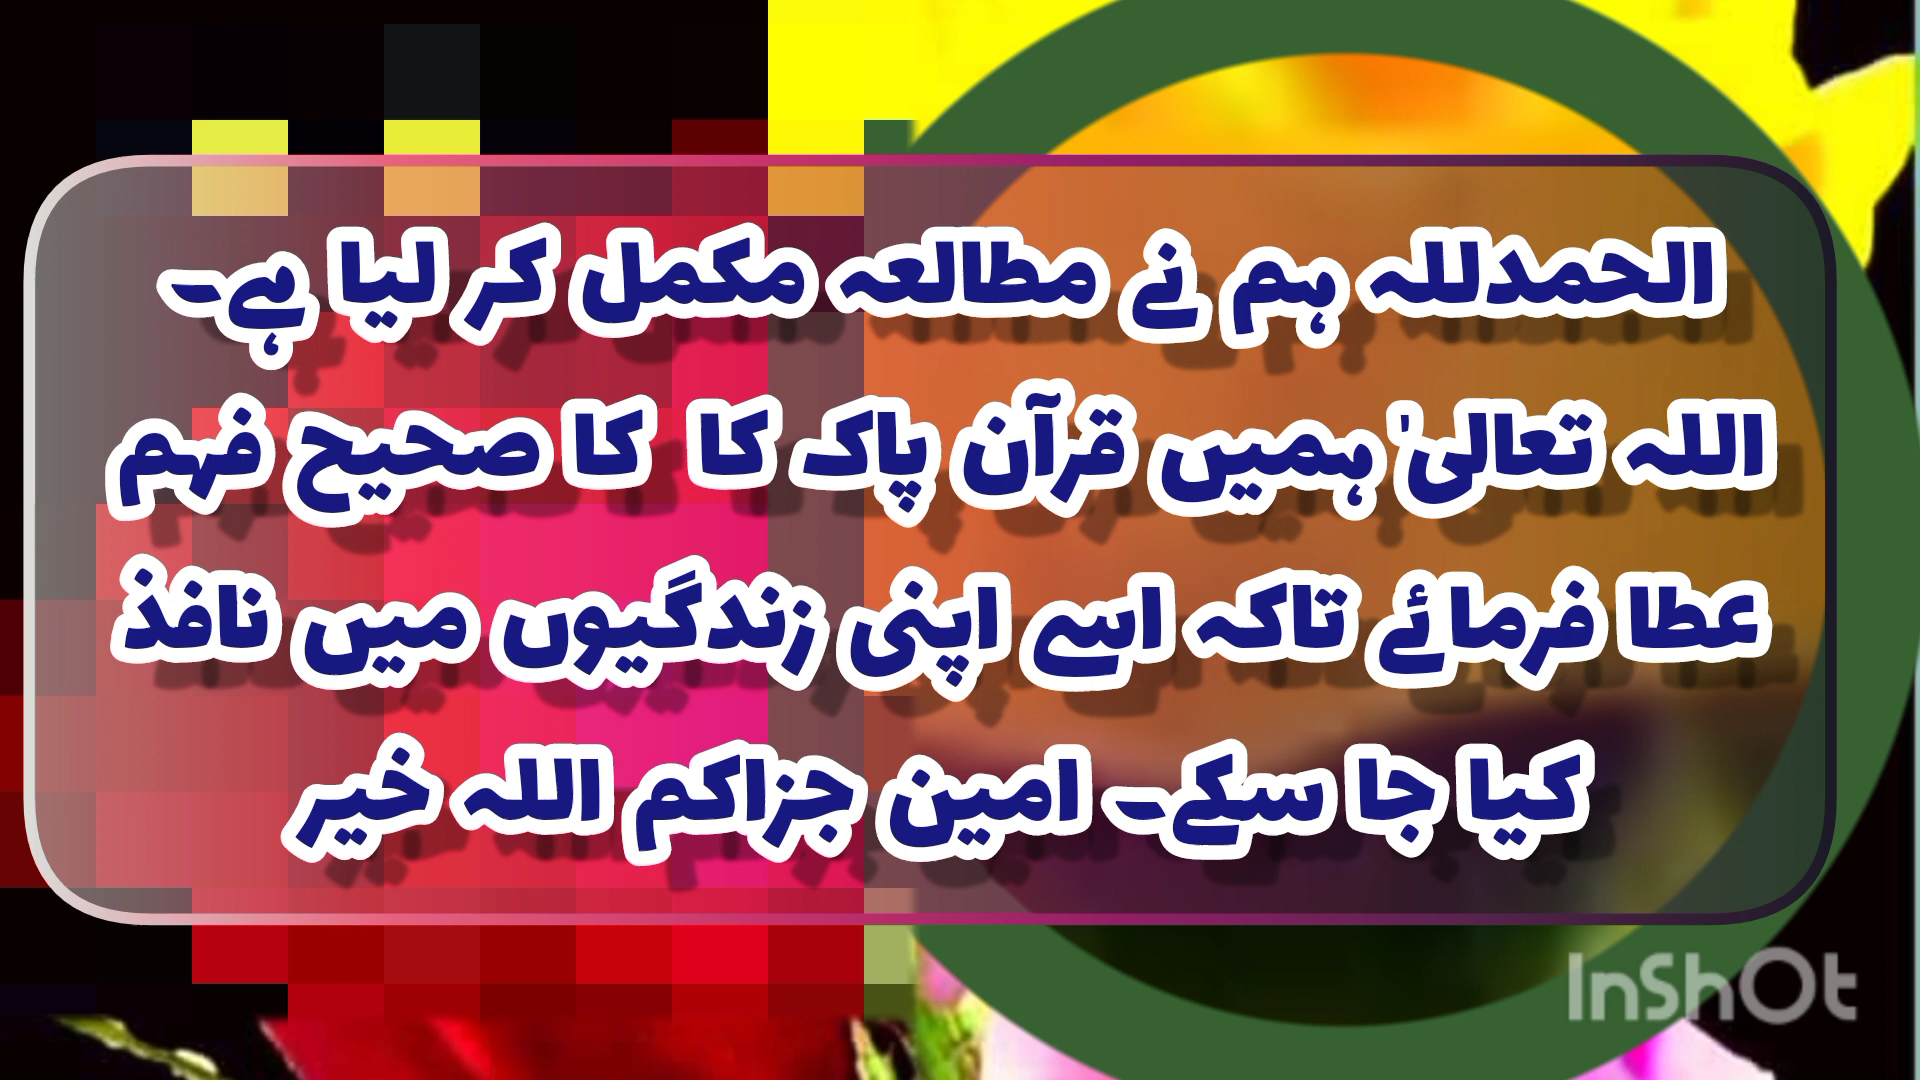 الحمدللہ ہم نے مطالعہ مکمل کر لیا ہے۔
اللہ تعالیٰ ہمیں قرآن پاک کا کا صحیح فہم
عطا فرمائے تاکہ اسے اپنی زندگیوں میں نافذ
کیا جا سکے۔ امین جزاکم اللہ خیر
InShOt